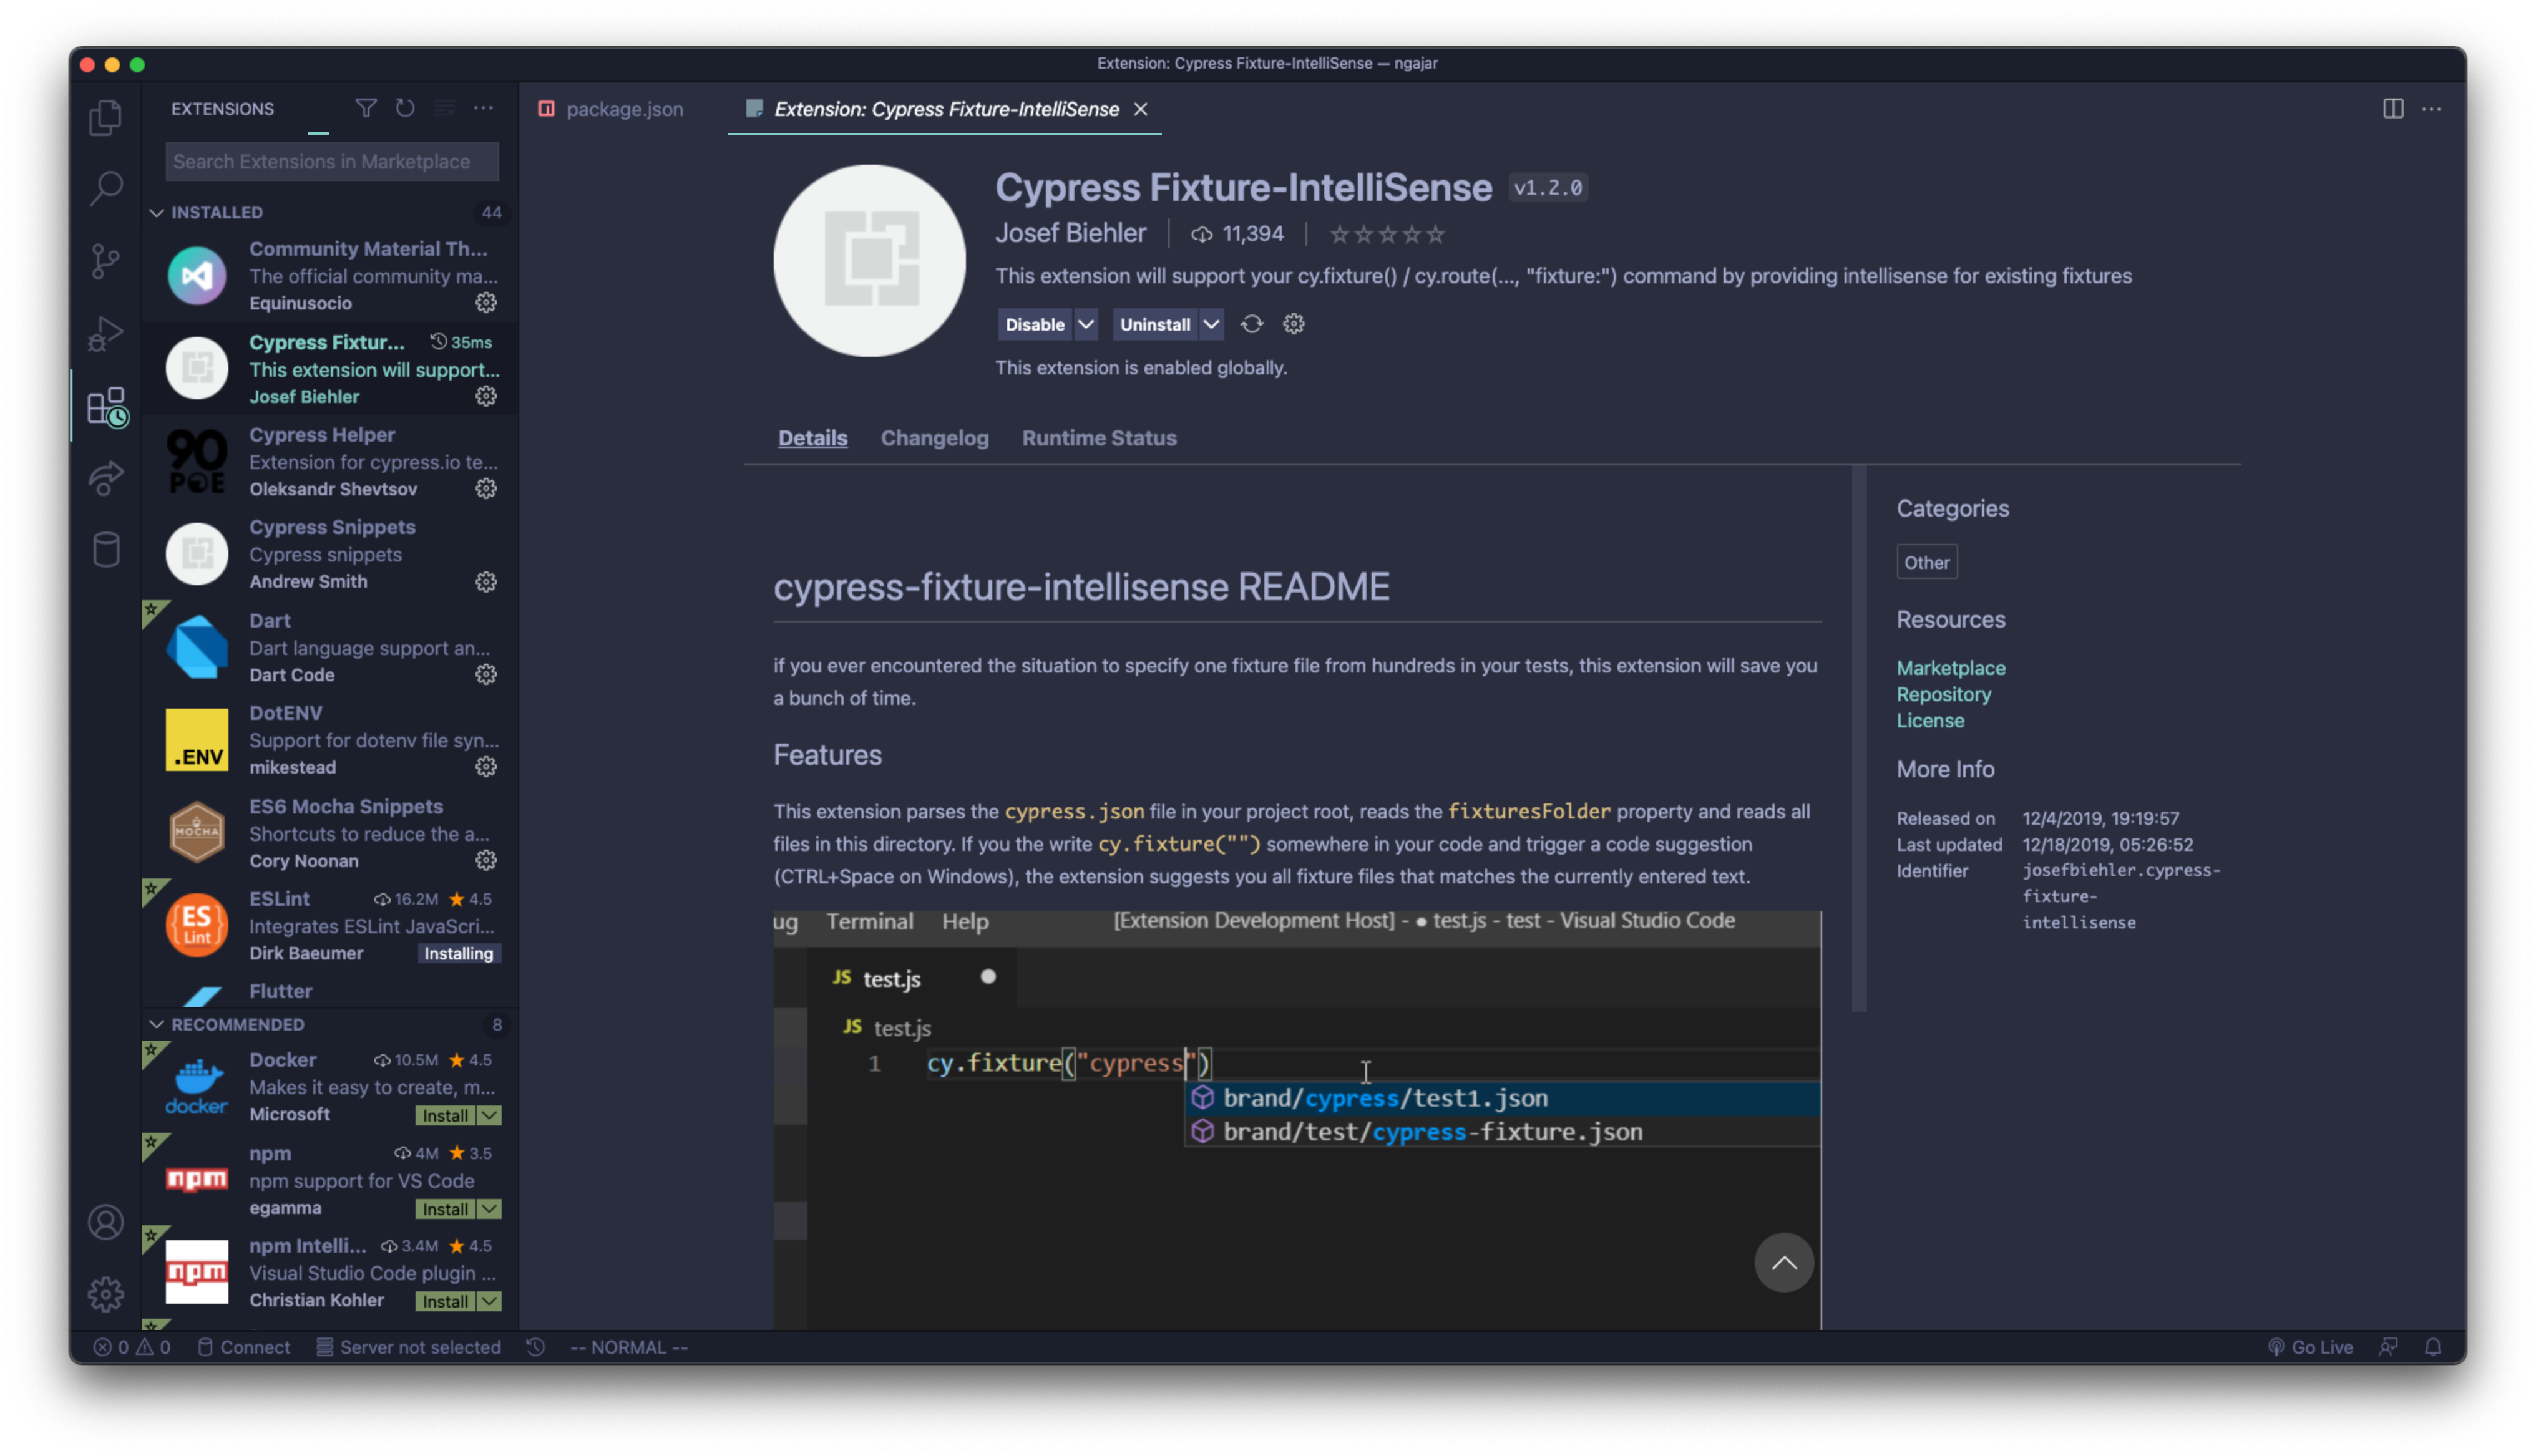 Extension: Cypress Fixture-IntelliSense — ngajar
EXTENSIONS
Search Extensions in Marketplace
INSTALLED 44
Community Material Th...
The official community ma...
Equinusocio
Cypress Fixtur... 35ms
This extension will support...
Josef Biehler
90
POE
Cypress Helper
Extension for cypress.io te...
Oleksandr Shevtsov
Cypress Snippets
Cypress snippets
Andrew Smith
Dart
Dart language support an...
Dart Code
.ENV
DotENV
Support for dotenv file syn...
mikestead
MOCHA
ES6 Mocha Snippets
Shortcuts to reduce the a...
Cory Noonan
ES
Lint
ESLint 16.2M 4.5
Integrates ESLint JavaScri...
Dirk Baeumer Installing
Flutter
RECOMMENDED 8
docker
Docker 10.5M 4.5
Makes it easy to create, m...
Microsoft Install
npm
npm 4M 3.5
npm support for VS Code
egamma Install
npm
npm Intelli... 3.4M 4.5
Visual Studio Code plugin ...
Christian Kohler Install
package.json
Extension: Cypress Fixture-IntelliSense
Cypress Fixture-IntelliSense v1.2.0
Josef Biehler 11,394
This extension will support your cy.fixture() / cy.route(..., "fixture:") command by providing intellisense for existing fixtures
Disable Uninstall
This extension is enabled globally.
Details Changelog Runtime Status
cypress-fixture-intellisense README
if you ever encountered the situation to specify one fixture file from hundreds in your tests, this extension will save you
a bunch of time.
Features
This extension parses the cypress.json file in your project root, reads the fixturesFolder property and reads all
files in this directory. If you the write cy.fixture("") somewhere in your code and trigger a code suggestion
(CTRL+Space on Windows), the extension suggests you all fixture files that matches the currently entered text.
ug Terminal Help [Extension Development Host] - ● test.js - test - Visual Studio Code
JS test.js
JS test.js
1 cy.fixture("cypress")
brand/cypress/test1.json
brand/test/cypress-fixture.json
Categories
Other
Resources
Marketplace
Repository
License
More Info
Released on 12/4/2019, 19:19:57
Last updated 12/18/2019, 05:26:52
Identifier josefbiehler.cypress-
fixture-
intellisense
0 0 Connect Server not selected -- NORMAL -- Go Live